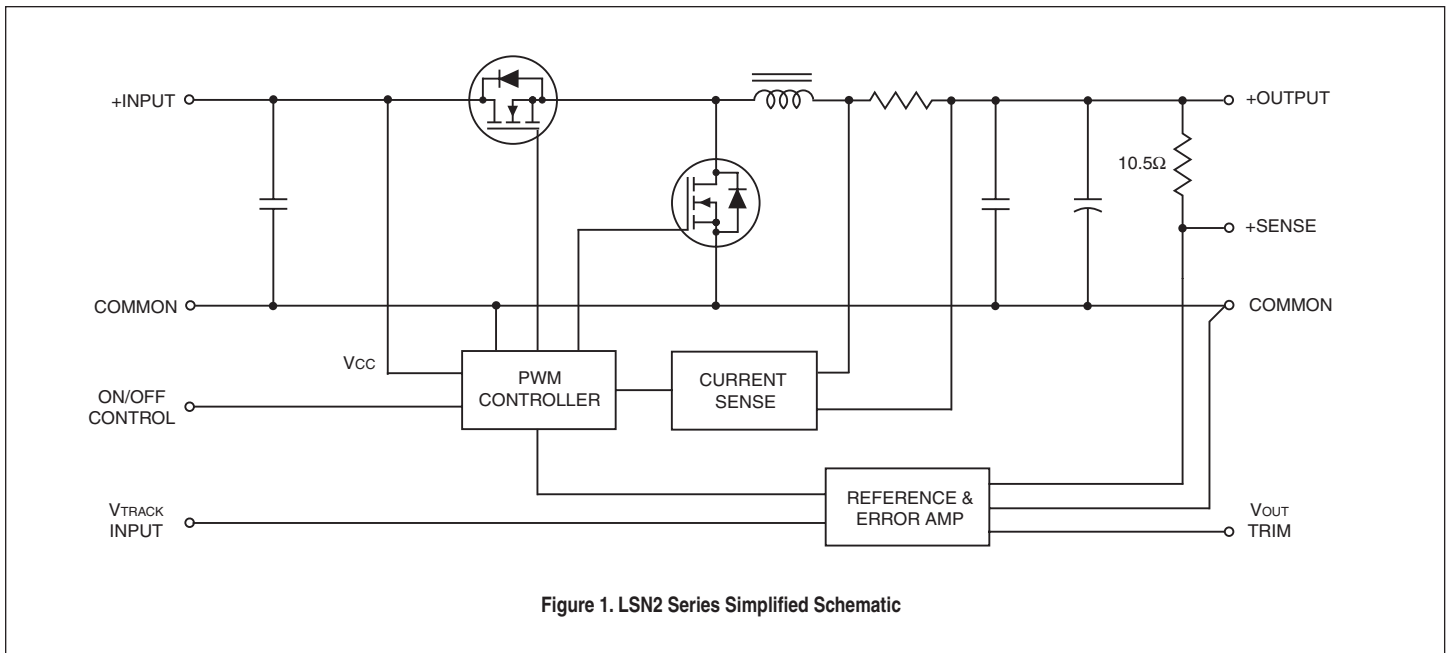 +INPUT
+OUTPUT
10.5Ω
+SENSE
COMMON
COMMON
VCC
PWM
CONTROLLER
CURRENT
SENSE
ON/OFF
CONTROL
REFERENCE &
ERROR AMP
VTRACK
INPUT
VOUT
TRIM
Figure 1. LSN2 Series Simplified Schematic